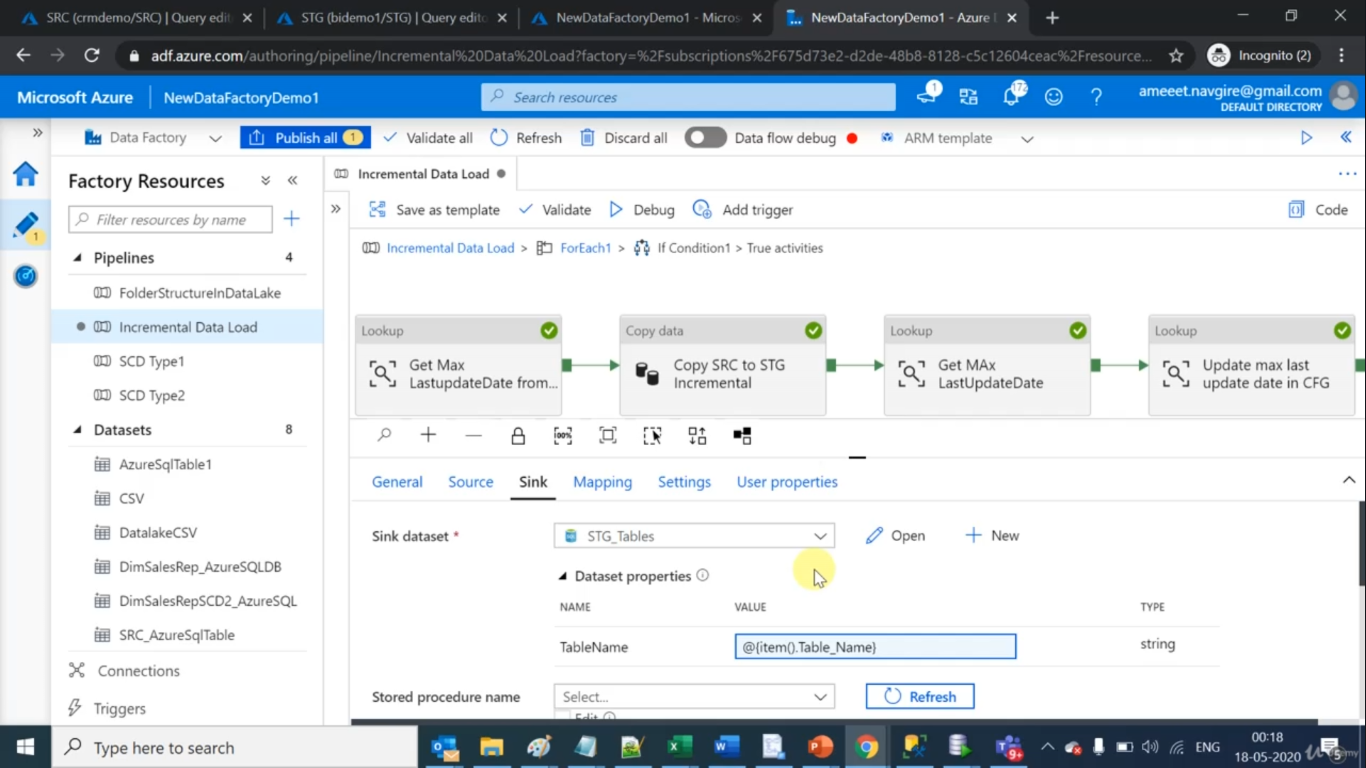 SRC (crmdemo/SRC) | Query edit
STG (bidemo1/STG) | Query edito
NewDataFactoryDemo1 - Micros
NewDataFactoryDemo1 - Azure D
adf.azure.com/authoring/pipeline/Incremental%20Data%20Load?factory=%2Fsubscriptions%2F675d73e2-d2de-48b8-8128-c5c12604ceac%2Fresource...
Incognito (2)
Microsoft Azure
NewDataFactoryDemo1
Search resources
1
172
ameeet.navgire@gmail.com
DEFAULT DIRECTORY
Data Factory
Publish all 1
Validate all
Refresh
Discard all
Data flow debug
ARM template
Factory Resources
Incremental Data Load
Filter resources by name
Save as template
Validate
Debug
Add trigger
Code
1
Pipelines 4
Incremental Data Load > ForEach1 > If Condition1 > True activities
FolderStructureInDataLake
Incremental Data Load
SCD Type1
SCD Type2
Lookup
Get Max
LastupdateDate from...
Copy data
Copy SRC to STG
Incremental
Lookup
Get MAx
LastUpdateDate
Lookup
Update max last
update date in CFG
Datasets 8
AzureSqlTable1
CSV
DatalakeCSV
DimSalesRep_AzureSQLDB
DimSalesRepSCD2_AzureSQL
SRC_AzureSqlTable
Connections
Triggers
100%
General
Source
Sink
Mapping
Settings
User properties
Sink dataset *
STG_Tables
Open
New
Dataset properties
NAME
VALUE
TYPE
TableName
@{item().Table_Name}
string
Stored procedure name
Select...
Refresh
Edit
Type here to search
9+
ENG
00:18
18-05-2020
5